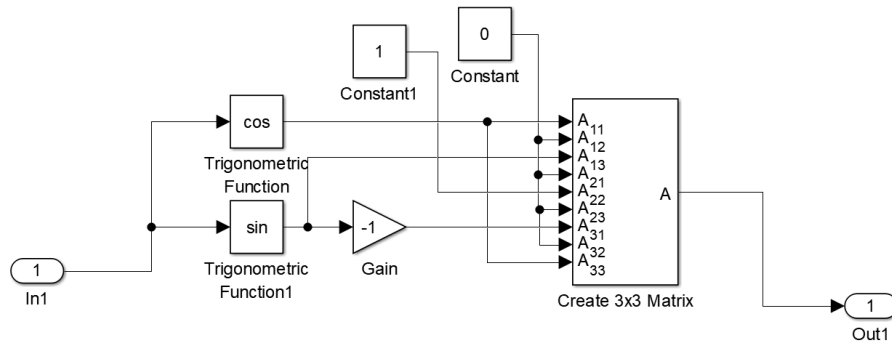 0
1
Constant
Constant1
cos
Trigonometric
Function
sin
Trigonometric
Function1
-1
Gain
A11
A12
A13
A21
A22
A23
A31
A32
A33
A
Create 3x3 Matrix
1
In1
1
Out1